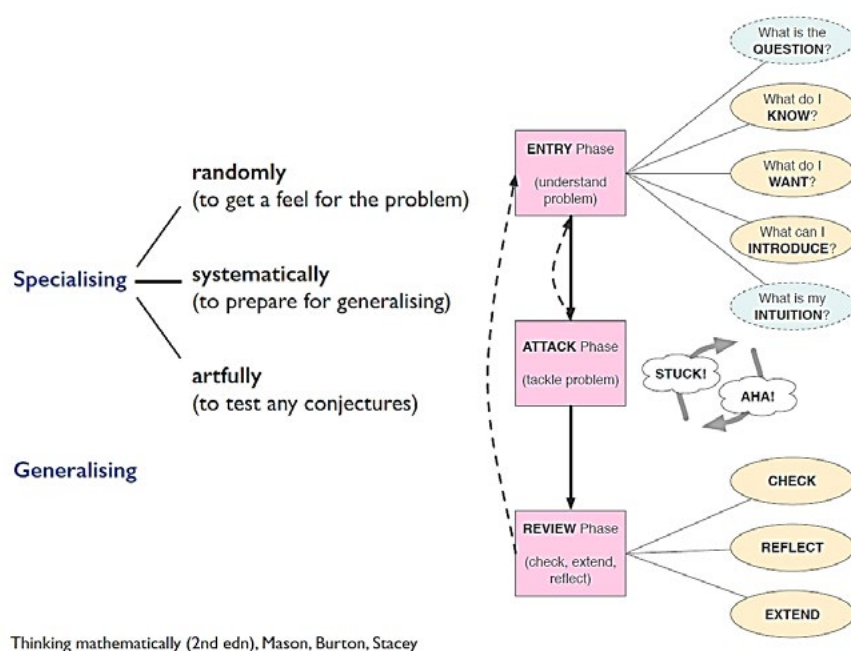 Specialising
randomly
(to get a feel for the problem)
systematically
(to prepare for generalising)
artfully
(to test any conjectures)
Generalising
ENTRY Phase
(understand
problem)
What is the
QUESTION?
What do I
KNOW?
What do I
WANT?
What can I
INTRODUCE?
What is my
INTUITION?
ATTACK Phase
(tackle problem)
STUCK!
AHA!
REVIEW Phase
(check, extend,
reflect)
CHECK
REFLECT
EXTEND
Thinking mathematically (2nd edn), Mason, Burton, Stacey